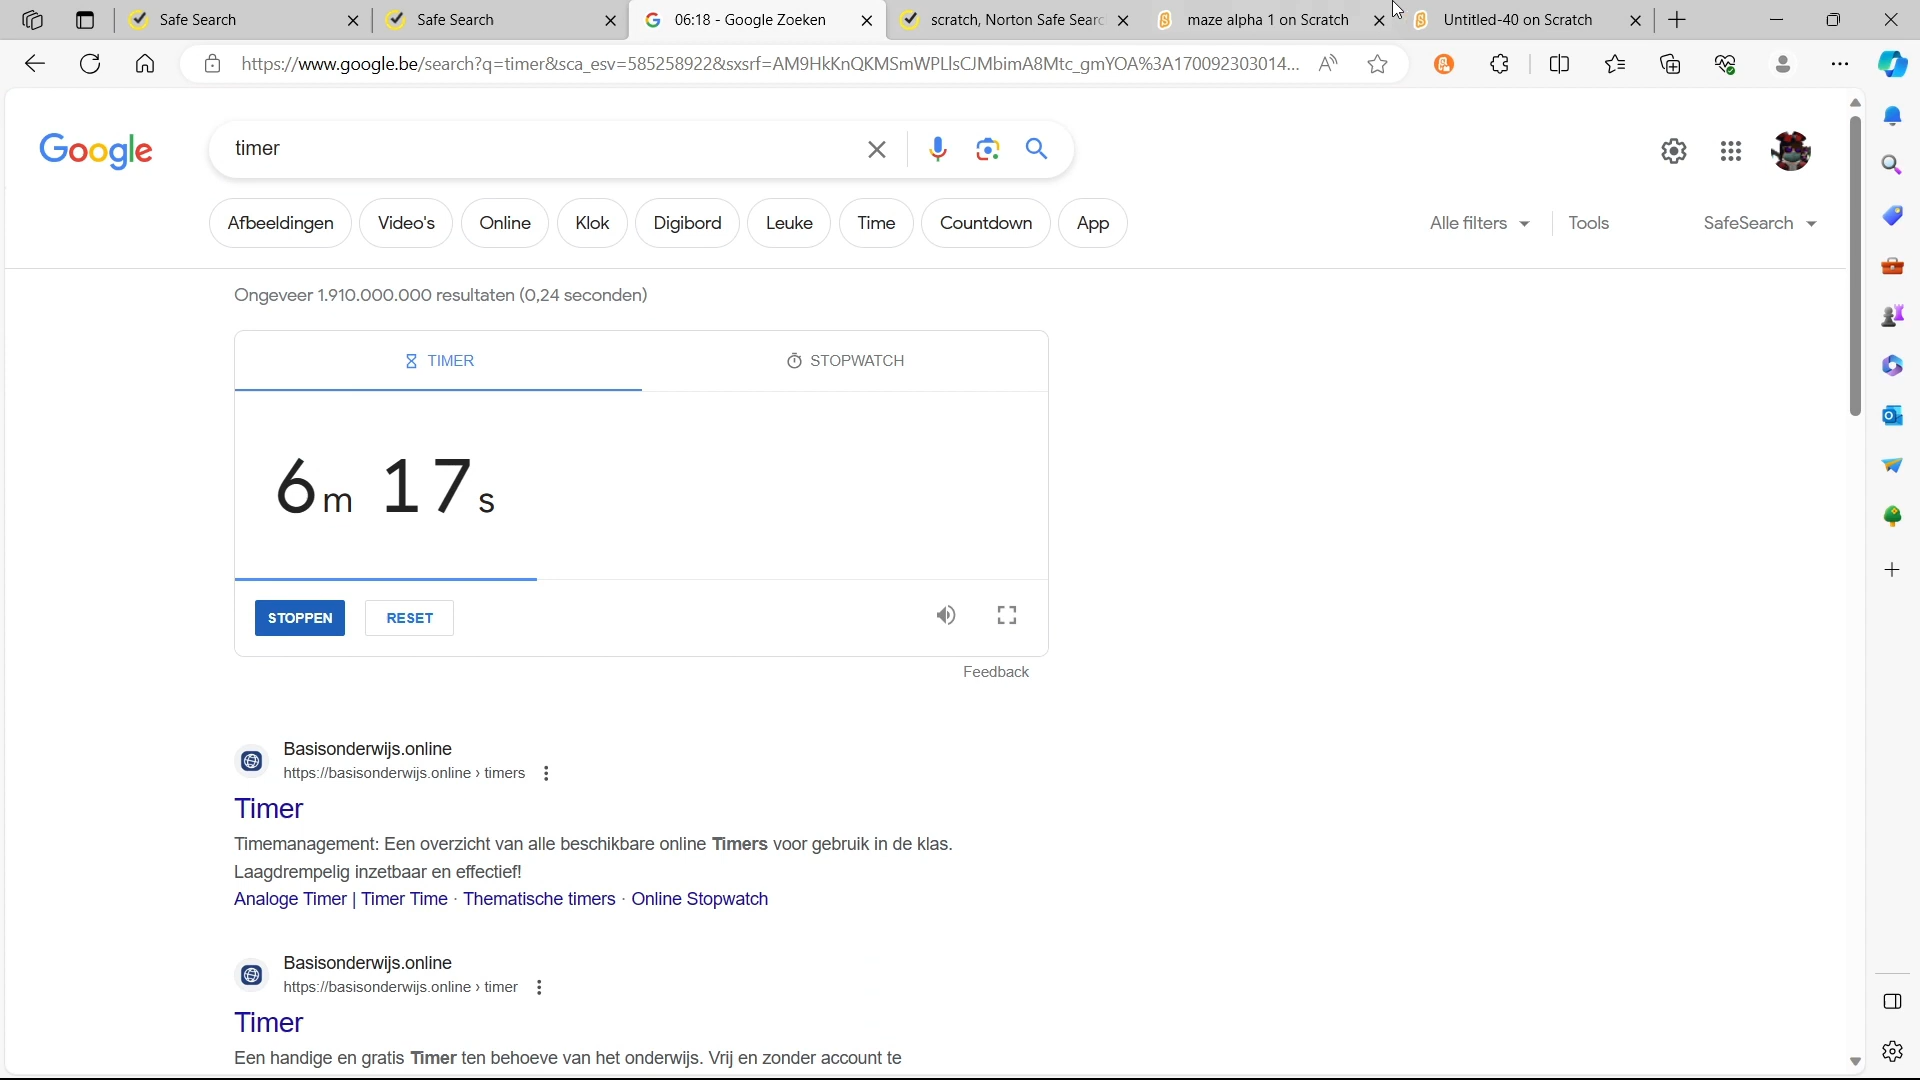 Safe Search
Safe Search
06:18 - Google Zoeken
scratch, Norton Safe Searc
maze alpha 1 on Scratch
Untitled-40 on Scratch
https://www.google.be/search?q=timer&sca_esv=585258922&sxsrf=AM9HkKnQKMSmWPLlsCJMbimA8Mtc_gmYOA%3A170092303014...
Google
timer
Afbeeldingen
Video's
Online
Klok
Digibord
Leuke
Time
Countdown
App
Alle filters
Tools
SafeSearch
Ongeveer 1.910.000.000 resultaten (0,24 seconden)
TIMER
STOPWATCH
6m 17s
STOPPEN
RESET
Feedback
Basisonderwijs.online
https://basisonderwijs.online › timers
Timer
Timemanagement: Een overzicht van alle beschikbare online Timers voor gebruik in de klas.
Laagdrempelig inzetbaar en effectief!
Analoge Timer | Timer Time · Thematische timers · Online Stopwatch
Basisonderwijs.online
https://basisonderwijs.online › timer
Timer
Een handige en gratis Timer ten behoeve van het onderwijs. Vrij en zonder account te